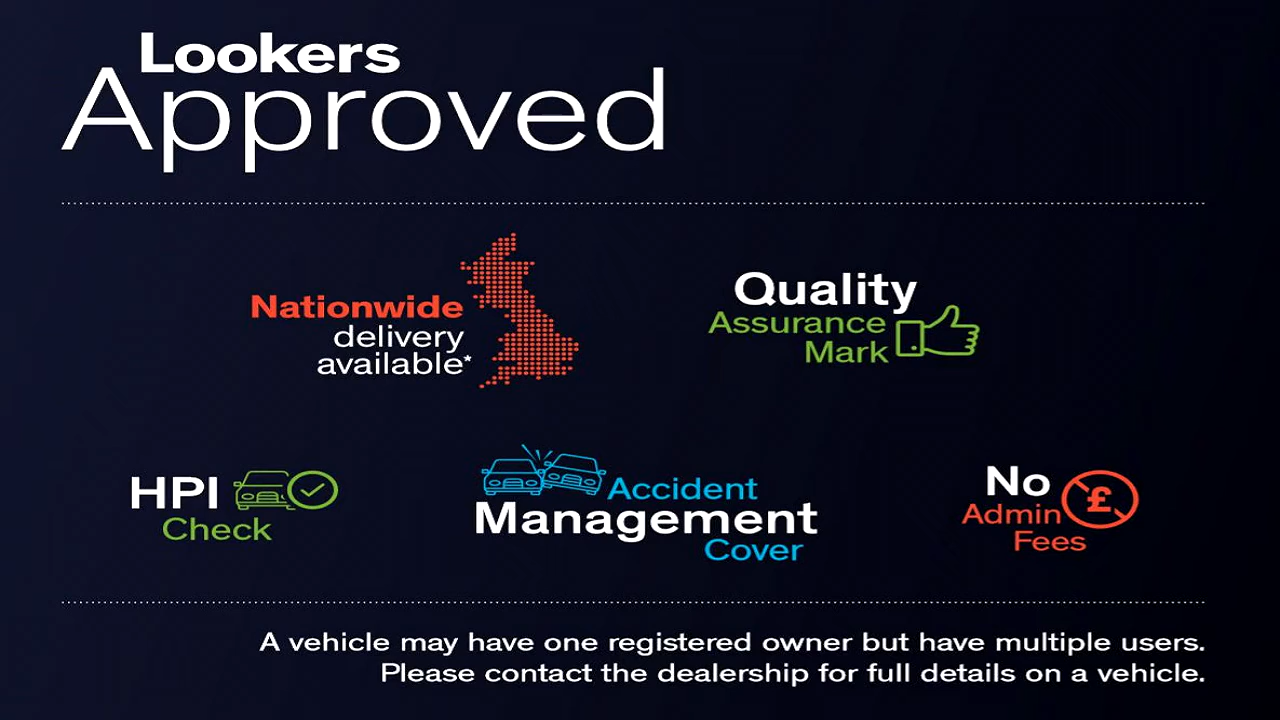 Lookers
Approved
Nationwide
delivery
available*
Quality
Assurance
Mark
HPI
Check
Accident
Management
Cover
No
Admin
£
Fees
A vehicle may have one registered owner but have multiple users.
Please contact the dealership for full details on a vehicle.